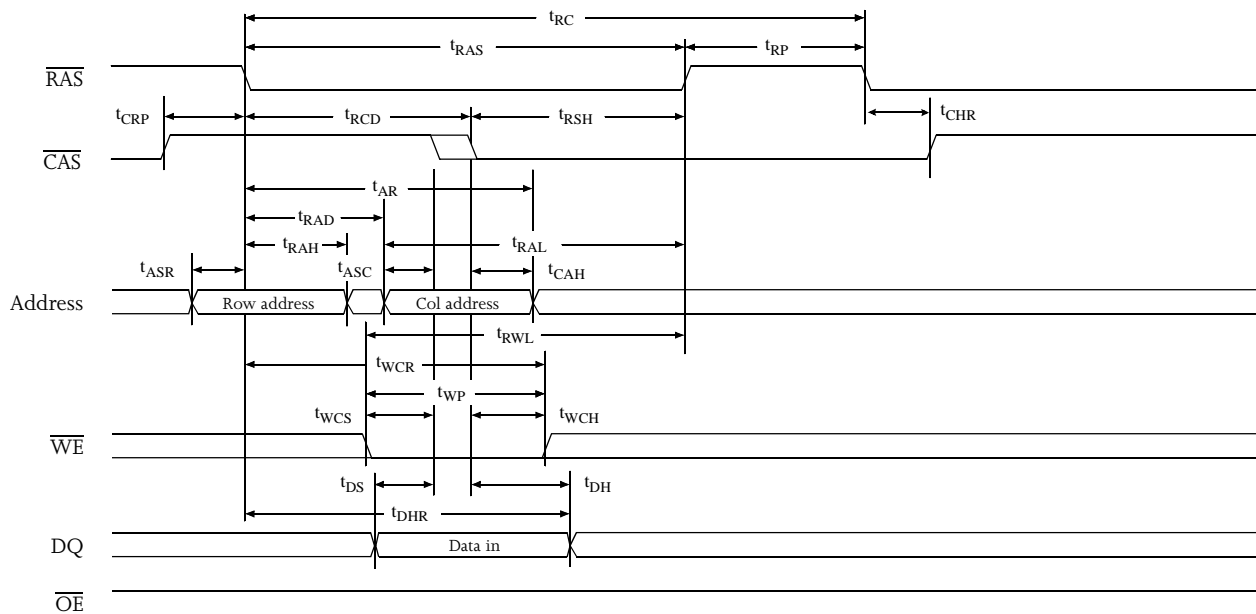 tRC
tRAS tRP
RAS
tCRP tRCD tRSH tCHR
CAS
tAR
tRAD
tRAH tRAL
tASR tASC tCAH
Address Row address Col address
tRWL
tWCR
tWP
tWCS tWCH
WE
tDS tDH
tDHR
DQ Data in
OE